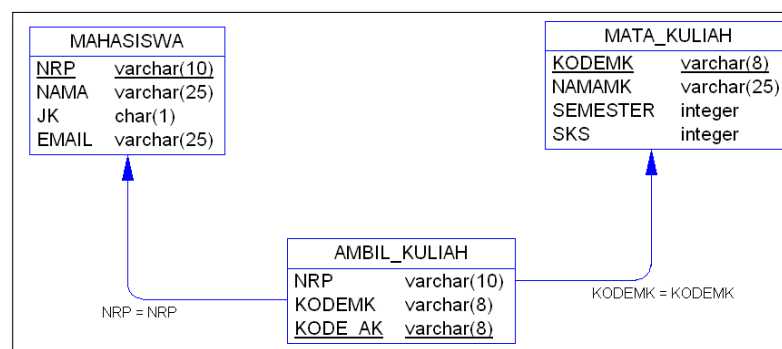 MAHASISWA
NRP varchar(10)
NAMA varchar(25)
JK char(1)
EMAIL varchar(25)
MATA_KULIAH
KODEMK varchar(8)
NAMAMK varchar(25)
SEMESTER integer
SKS integer
AMBIL_KULIAH
NRP varchar(10)
KODEMK varchar(8)
KODE_AK varchar(8)
NRP = NRP
KODEMK = KODEMK